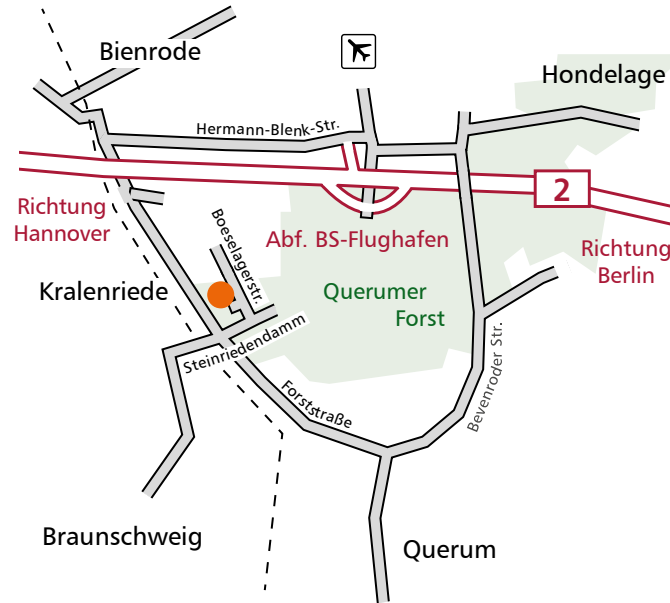 Bienrode
Hondelage
Hermann-Blenk-Str.
2
Richtung
Hannover
Boeselagerstr.
Abf. BS-Flughafen
Richtung
Berlin
Kralenriede
Querumer
Forst
Steinriedendamm
Bevenroder Str.
Forststraße
Braunschweig
Querum